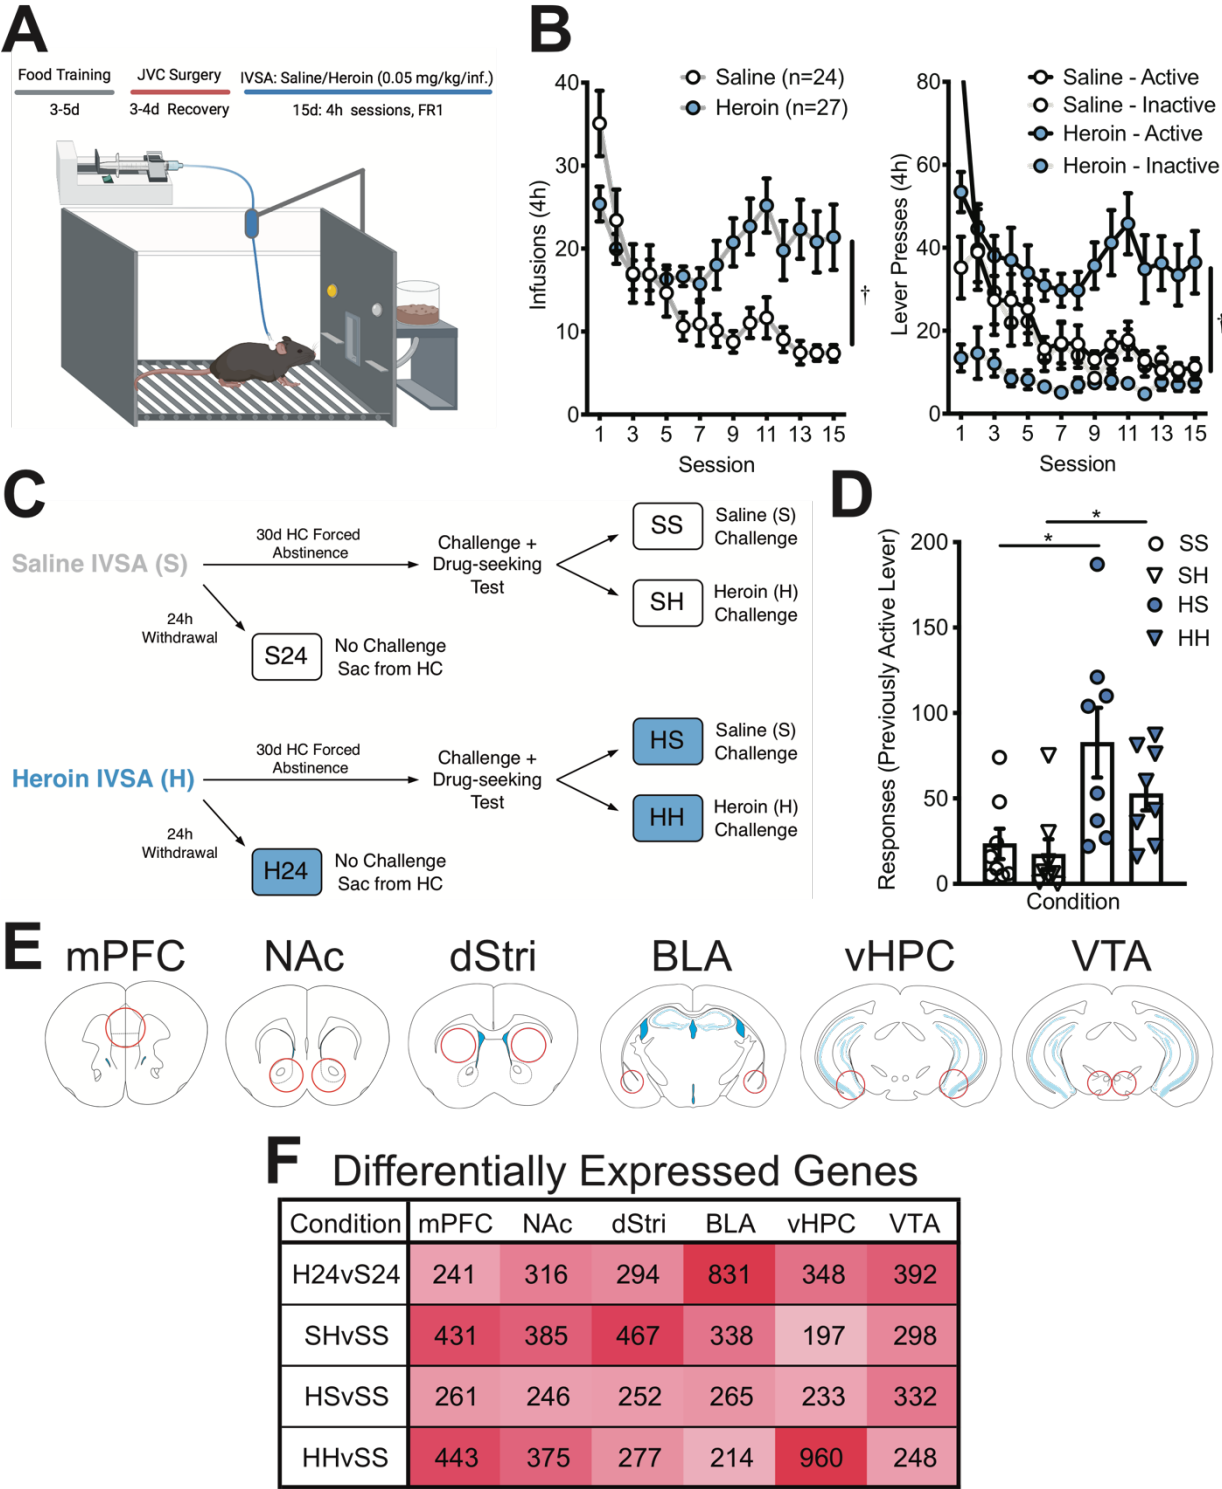 A
Food Training
JVC Surgery
IVSA: Saline/Heroin (0.05 mg/kg/inf.)
3-5d
3-4d Recovery
15d: 4h sessions, FR1
B
Infusions (4h)
40
30
20
10
0
1 3 5 7 9 11 13 15
Session
Saline (n=24)
Heroin (n=27)
†
Lever Presses (4h)
80
60
40
20
0
1 3 5 7 9 11 13 15
Session
Saline - Active
Saline - Inactive
Heroin - Active
Heroin - Inactive
†
C
Saline IVSA (S)
30d HC Forced
Abstinence
Challenge +
Drug-seeking
Test
SS
Saline (S)
Challenge
SH
Heroin (H)
Challenge
24h
Withdrawal
S24
No Challenge
Sac from HC
Heroin IVSA (H)
30d HC Forced
Abstinence
Challenge +
Drug-seeking
Test
HS
Saline (S)
Challenge
HH
Heroin (H)
Challenge
24h
Withdrawal
H24
No Challenge
Sac from HC
D
Responses (Previously Active Lever)
200
150
100
50
0
Condition
*
*
SS
SH
HS
HH
E
mPFC NAc dStri BLA vHPC VTA
F
Differentially Expressed Genes
Condition mPFC NAc dStri BLA vHPC VTA
H24vS24 241 316 294 831 348 392
SHvSS 431 385 467 338 197 298
HSvSS 261 246 252 265 233 332
HHvSS 443 375 277 214 960 248